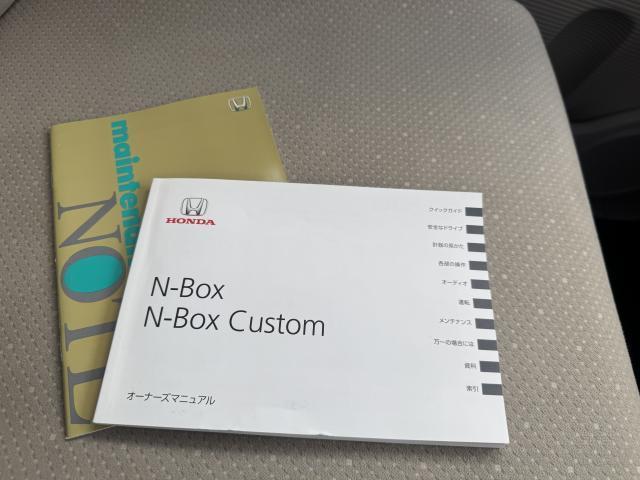 maintenan
NOTE
HONDA
N-Box
N-Box Custom
オーナーズマニュアル
クイックガイド
安全なドライブ
計器の見かた
各部の操作
オーディオ
運転
メンテナンス
万一の場合には
資料
索引